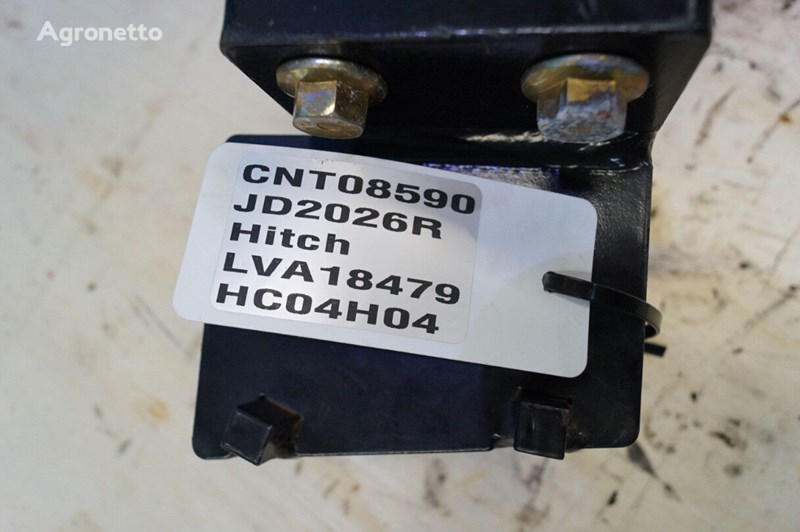 Agronetto
CNT08590
JD2026R
Hitch
LVA18479
HC04H04